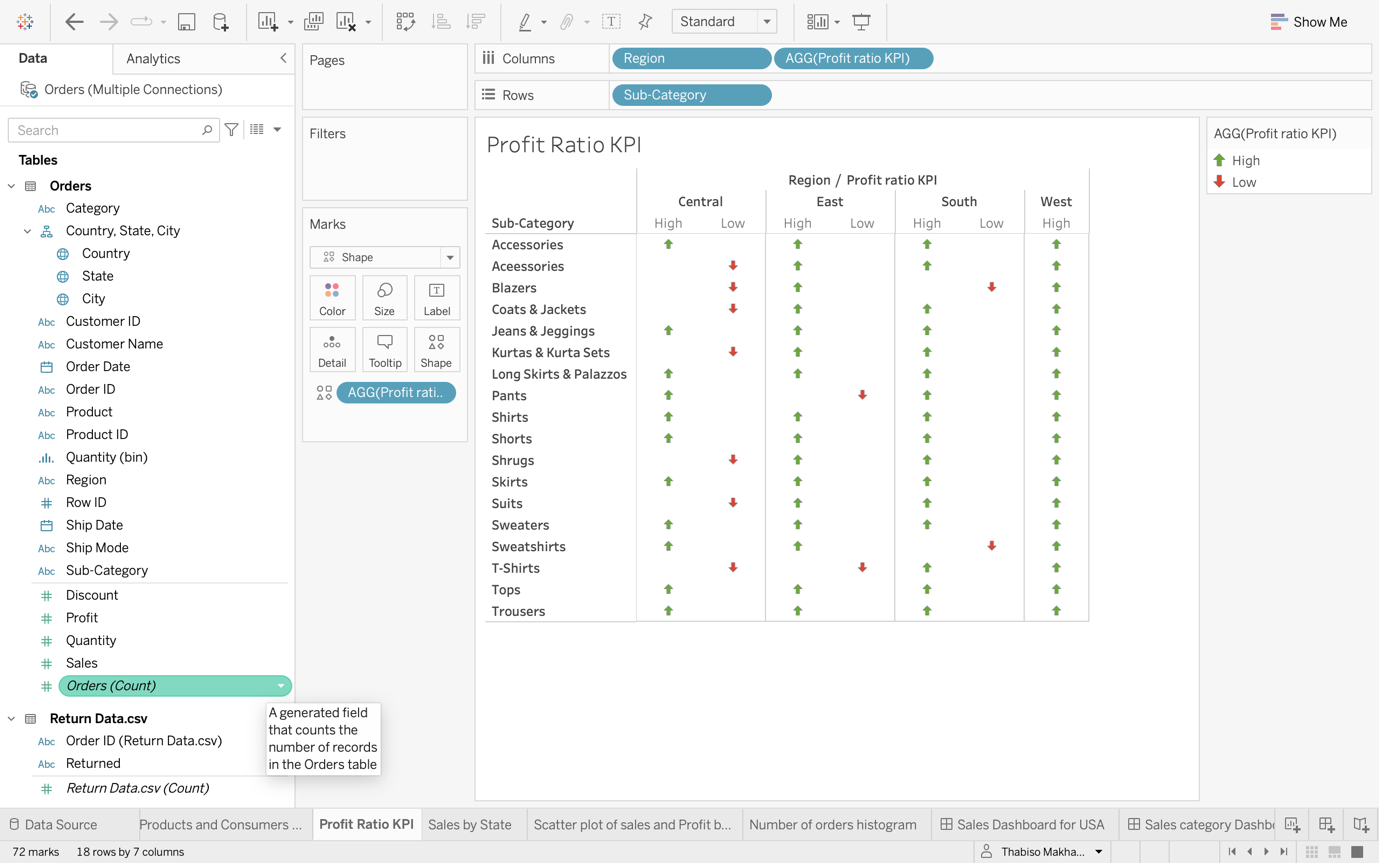 Standard
Show Me
Data
Analytics
Orders (Multiple Connections)
Search
Tables
Orders
Abc Category
Country, State, City
Country
State
City
Abc Customer ID
Abc Customer Name
Order Date
Abc Order ID
Abc Product
Abc Product ID
Quantity (bin)
Abc Region
# Row ID
Ship Date
Abc Ship Mode
Abc Sub-Category
# Discount
# Profit
# Quantity
# Sales
# Orders (Count)
Return Data.csv
Abc Order ID (Return Data.csv)
Abc Returned
# Return Data.csv (Count)
A generated field
that counts the
number of records
in the Orders table
Pages
Filters
Marks
Shape
Color Size Label
Detail Tooltip Shape
AGG(Profit rati..
Columns Region AGG(Profit ratio KPI)
Rows Sub-Category
Profit Ratio KPI
Region / Profit ratio KPI
Central East South West
Sub-Category High Low High Low High Low High
Accessories
Aceessories
Blazers
Coats & Jackets
Jeans & Jeggings
Kurtas & Kurta Sets
Long Skirts & Palazzos
Pants
Shirts
Shorts
Shrugs
Skirts
Suits
Sweaters
Sweatshirts
T-Shirts
Tops
Trousers
AGG(Profit ratio KPI)
High
Low
Data Source Products and Consumers ... Profit Ratio KPI Sales by State Scatter plot of sales and Profit b... Number of orders histogram Sales Dashboard for USA Sales category Dashbo
72 marks 18 rows by 7 columns Thabiso Makha...